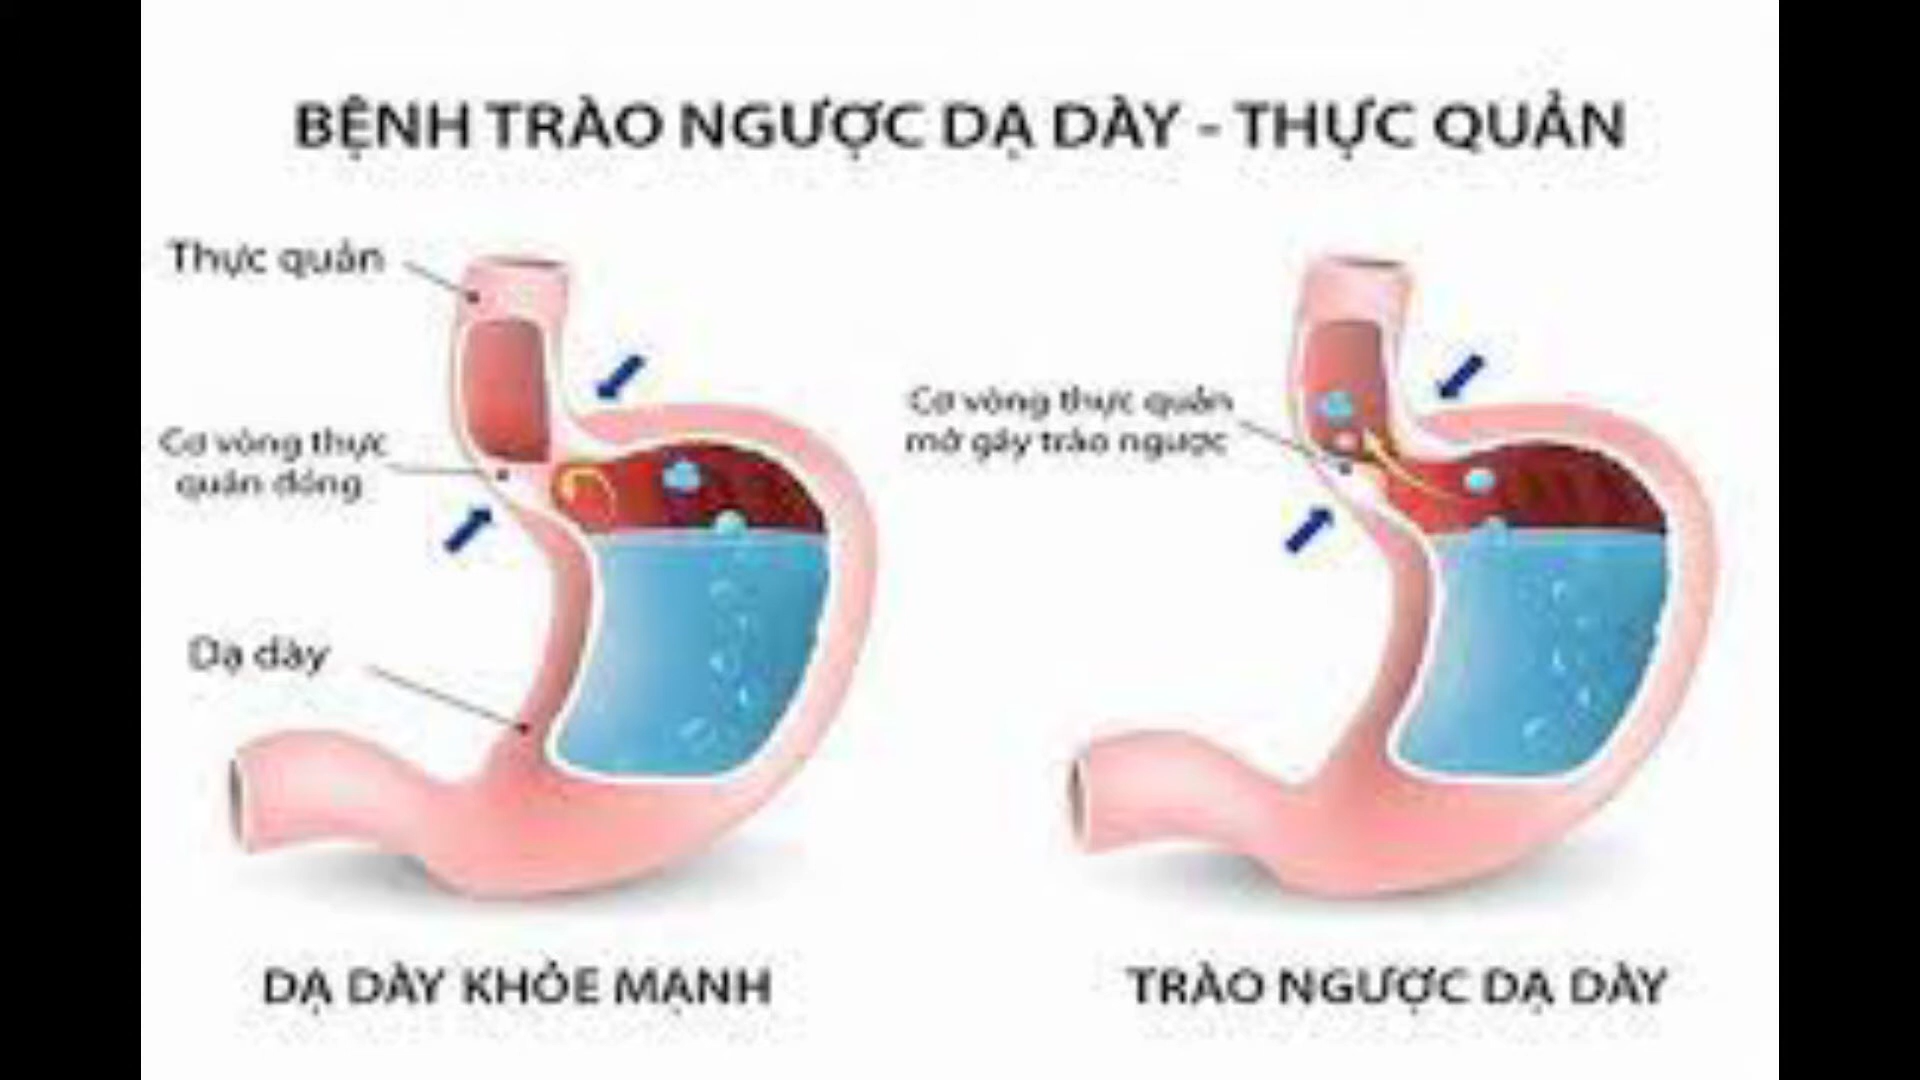 BỆNH TRÀO NGƯỢC DẠ DÀY - THỰC QUẢN
Thực quản
Cơ vòng thực
quản đóng
Dạ dày
Cơ vòng thực quản
mở gây trào ngược
DẠ DÀY KHỎE MẠNH
TRÀO NGƯỢC DẠ DÀY